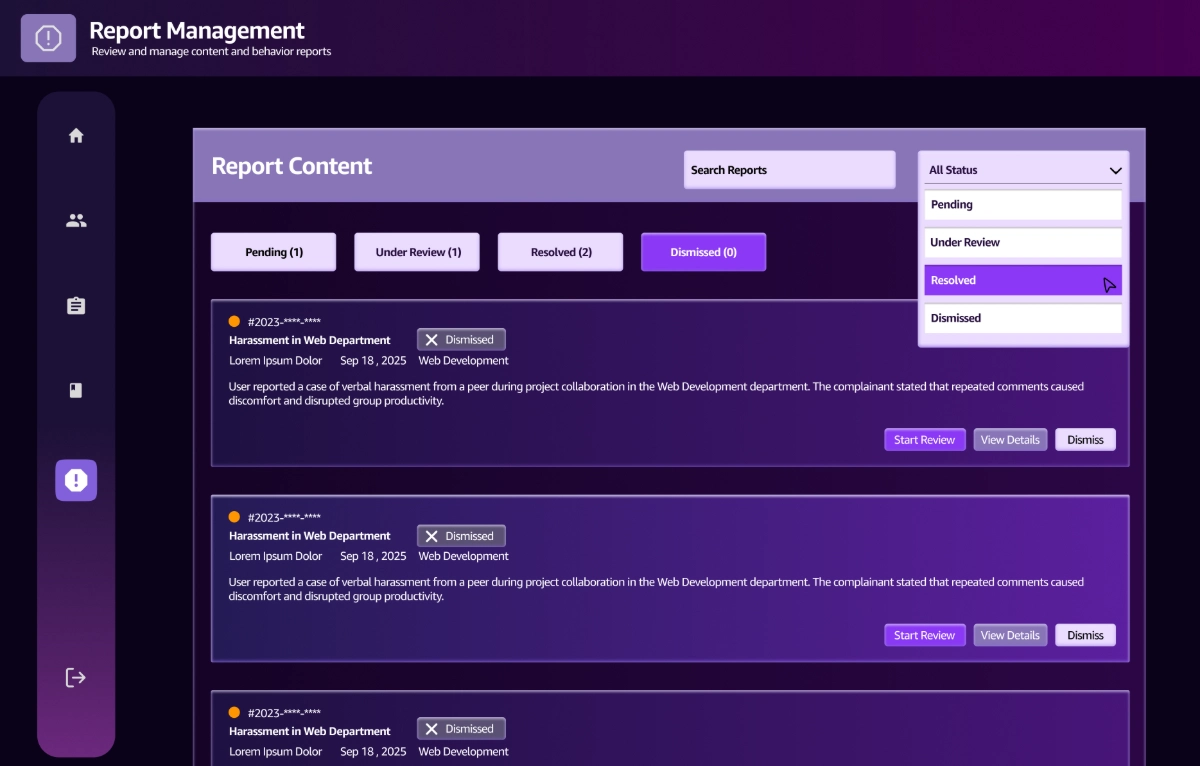 Report Management
Review and manage content and behavior reports
Report Content
Search Reports
All Status
Pending
Under Review
Resolved
Dismissed
Pending (1)
Under Review (1)
Resolved (2)
Dismissed (0)
#2023-****-****
Harassment in Web Department
Dismissed
Lorem Ipsum Dolor Sep 18 , 2025 Web Development
User reported a case of verbal harassment from a peer during project collaboration in the Web Development department. The complainant stated that repeated comments caused
discomfort and disrupted group productivity.
Start Review View Details Dismiss
#2023-****-****
Harassment in Web Department
Dismissed
Lorem Ipsum Dolor Sep 18 , 2025 Web Development
User reported a case of verbal harassment from a peer during project collaboration in the Web Development department. The complainant stated that repeated comments caused
discomfort and disrupted group productivity.
Start Review View Details Dismiss
#2023-****-****
Harassment in Web Department
Dismissed
Lorem Ipsum Dolor Sep 18 , 2025 Web Development